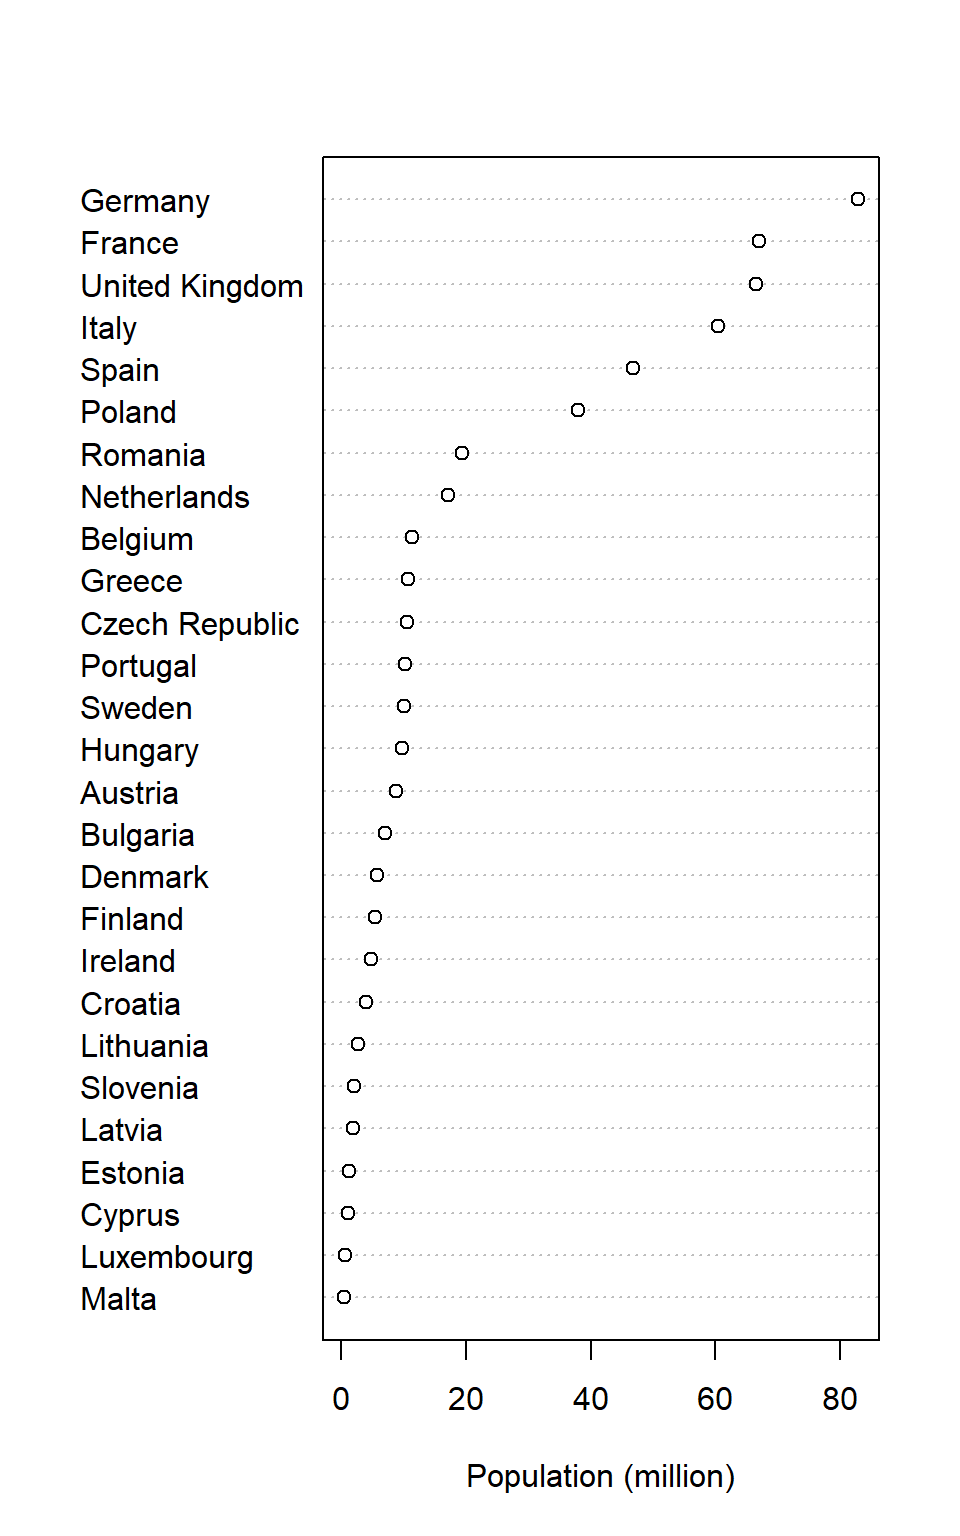 Germany
France
United Kingdom
Italy
Spain
Poland
Romania
Netherlands
Belgium
Greece
Czech Republic
Portugal
Sweden
Hungary
Austria
Bulgaria
Denmark
Finland
Ireland
Croatia
Lithuania
Slovenia
Latvia
Estonia
Cyprus
Luxembourg
Malta
0 20 40 60 80
Population (million)